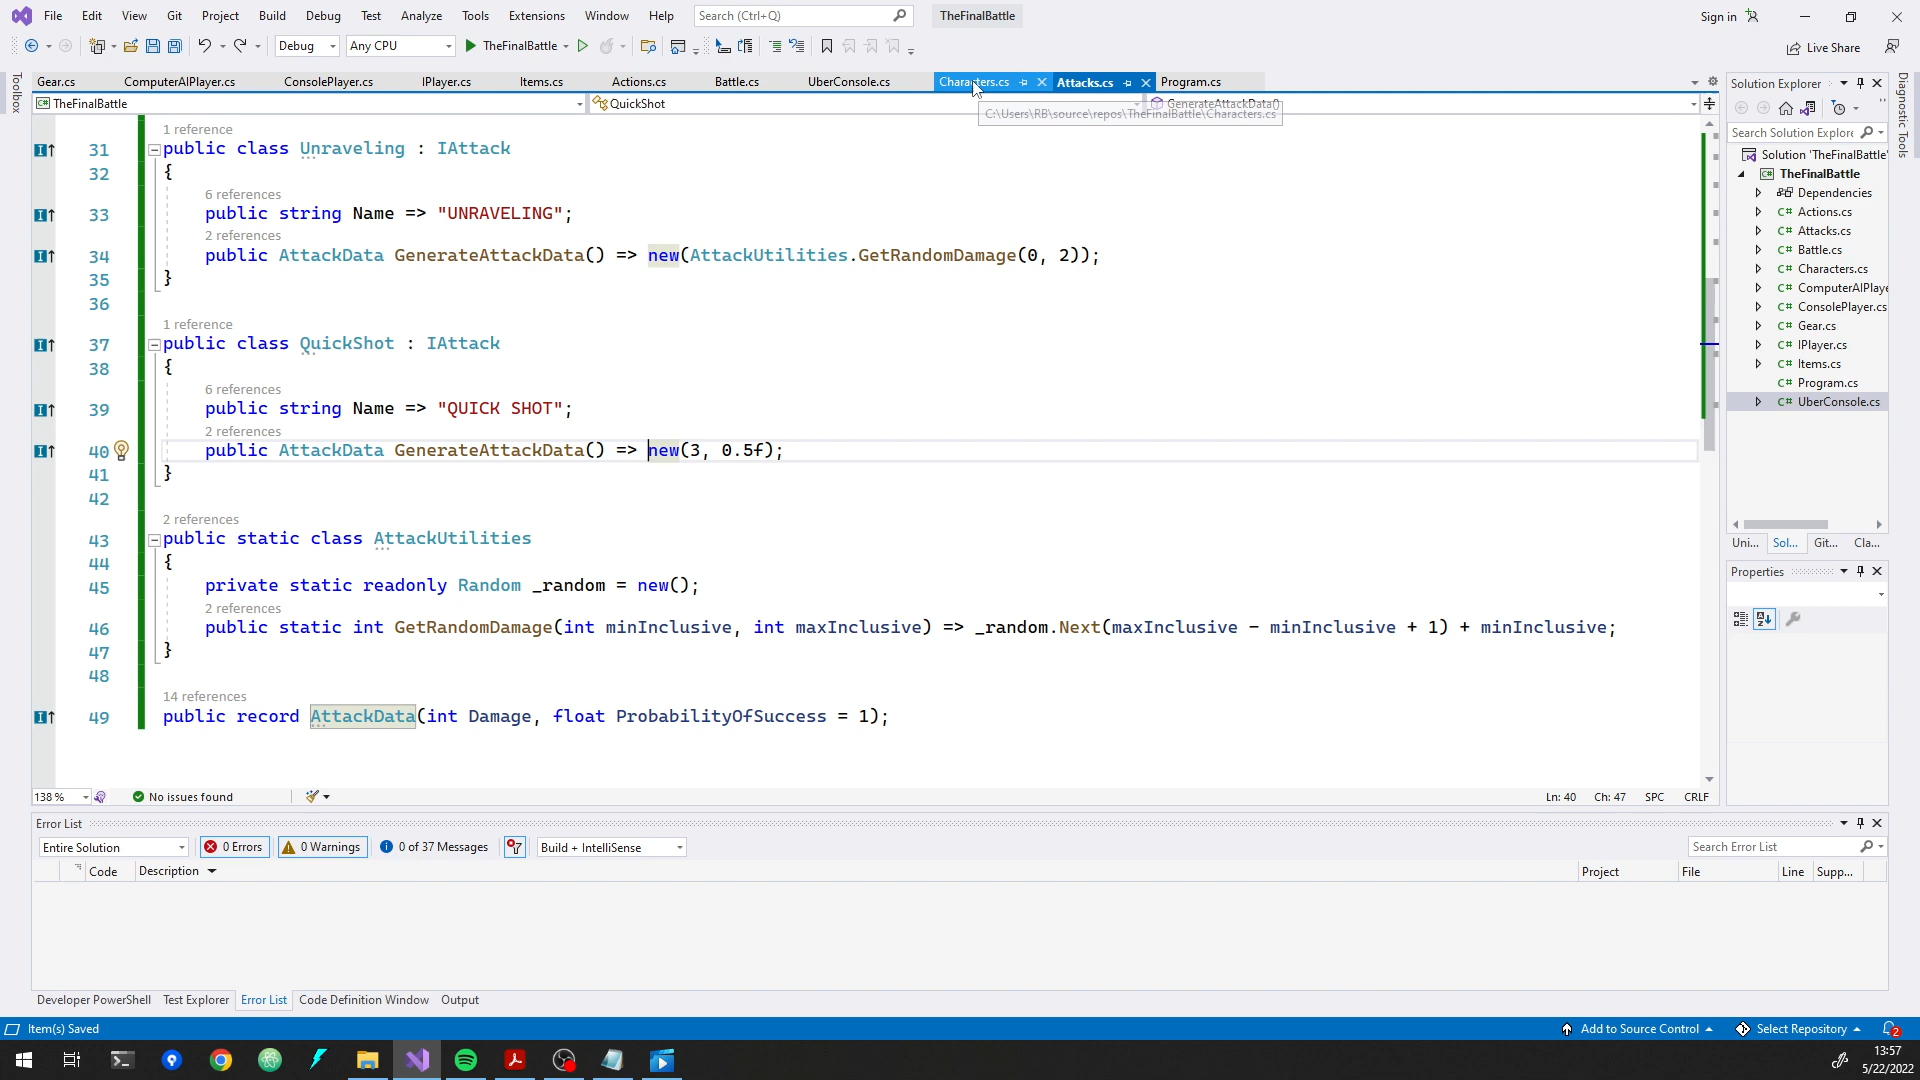 File Edit View Git Project Build Debug Test Analyze Tools Extensions Window Help Search (Ctrl+Q) TheFinalBattle Sign in
Debug Any CPU TheFinalBattle Live Share
Toolbox
Gear.cs ComputerAIPlayer.cs ConsolePlayer.cs IPlayer.cs Items.cs Actions.cs Battle.cs UberConsole.cs Characters.cs Attacks.cs Program.cs
TheFinalBattle QuickShot GenerateAttackData()
C:\Users\RB\source\repos\TheFinalBattle\Characters.cs
1 reference
31 public class Unraveling : IAttack
32 {
6 references
33 public string Name => "UNRAVELING";
2 references
34 public AttackData GenerateAttackData() => new(AttackUtilities.GetRandomDamage(0, 2));
35 }
36
1 reference
37 public class QuickShot : IAttack
38 {
6 references
39 public string Name => "QUICK SHOT";
2 references
40 public AttackData GenerateAttackData() => new(3, 0.5f);
41 }
42
2 references
43 public static class AttackUtilities
44 {
45 private static readonly Random _random = new();
2 references
46 public static int GetRandomDamage(int minInclusive, int maxInclusive) => _random.Next(maxInclusive - minInclusive + 1) + minInclusive;
47 }
48
14 references
49 public record AttackData(int Damage, float ProbabilityOfSuccess = 1);
138 % No issues found Ln: 40 Ch: 47 SPC CRLF
Solution Explorer
Search Solution Explore
Solution 'TheFinalBattle'
TheFinalBattle
Dependencies
C# Actions.cs
C# Attacks.cs
C# Battle.cs
C# Characters.cs
C# ComputerAIPlaye
C# ConsolePlayer.cs
C# Gear.cs
C# IPlayer.cs
C# Items.cs
C# Program.cs
C# UberConsole.cs
Uni... Sol... Git... Cla...
Properties
Diagnostic Tools
Error List
Entire Solution 0 Errors 0 Warnings 0 of 37 Messages Build + IntelliSense Search Error List
Code Description Project File Line Supp...
Developer PowerShell Test Explorer Error List Code Definition Window Output
Item(s) Saved Add to Source Control Select Repository 2
13:57
5/22/2022